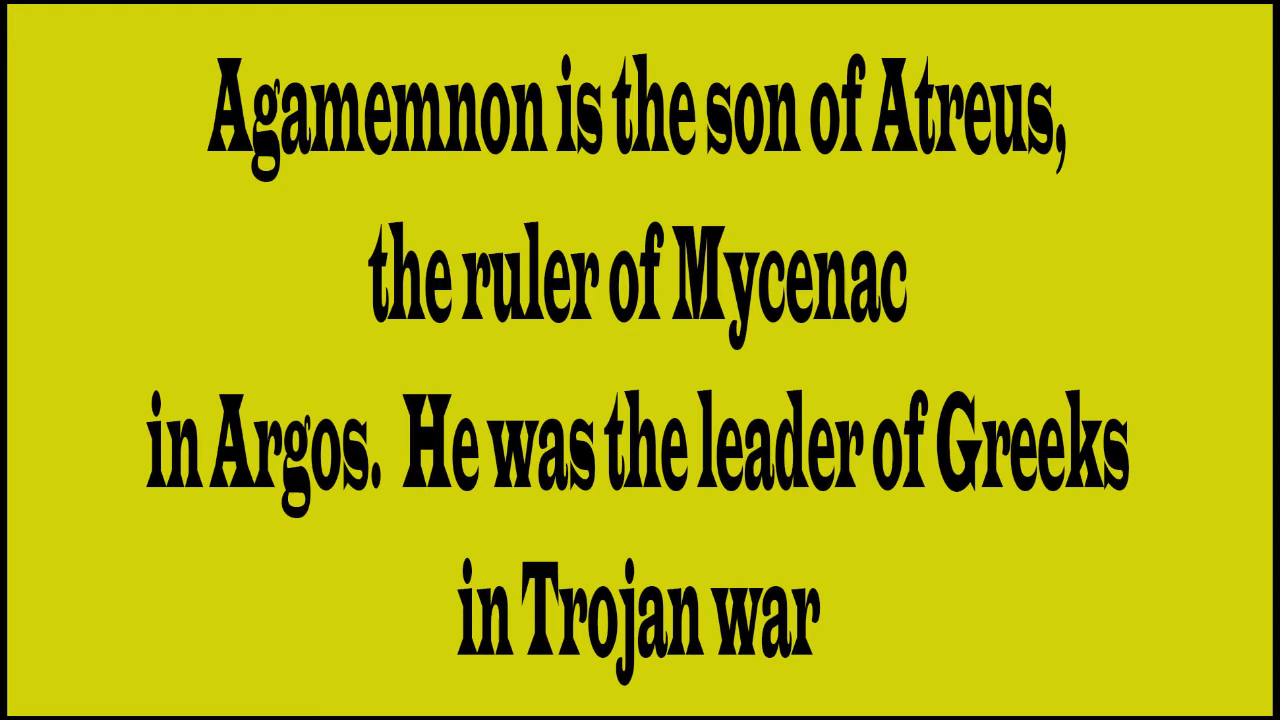 Agamemnon is the son of Atreus,
the ruler of Mycenac
in Argos. He was the leader of Greeks
in Trojan war